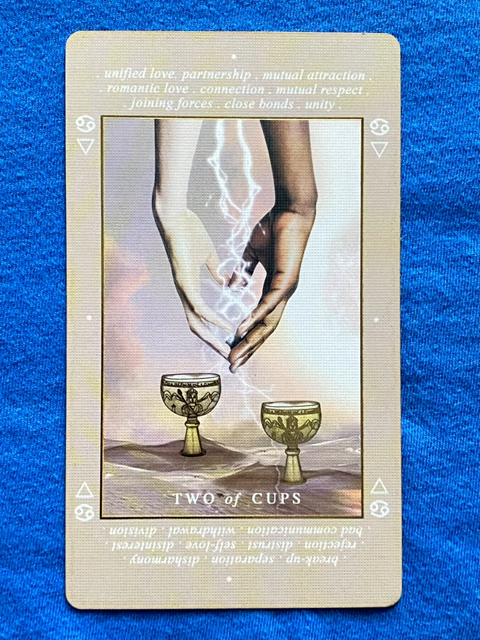 . unified love. partnership . mutual attraction .
. romantic love . connection . mutual respect .
. joining forces . close bonds . unity .
TWO of CUPS
bad communication . withdrawal . division
rejection . distrust . self-love . disinterest
break-up . separation . disharmony